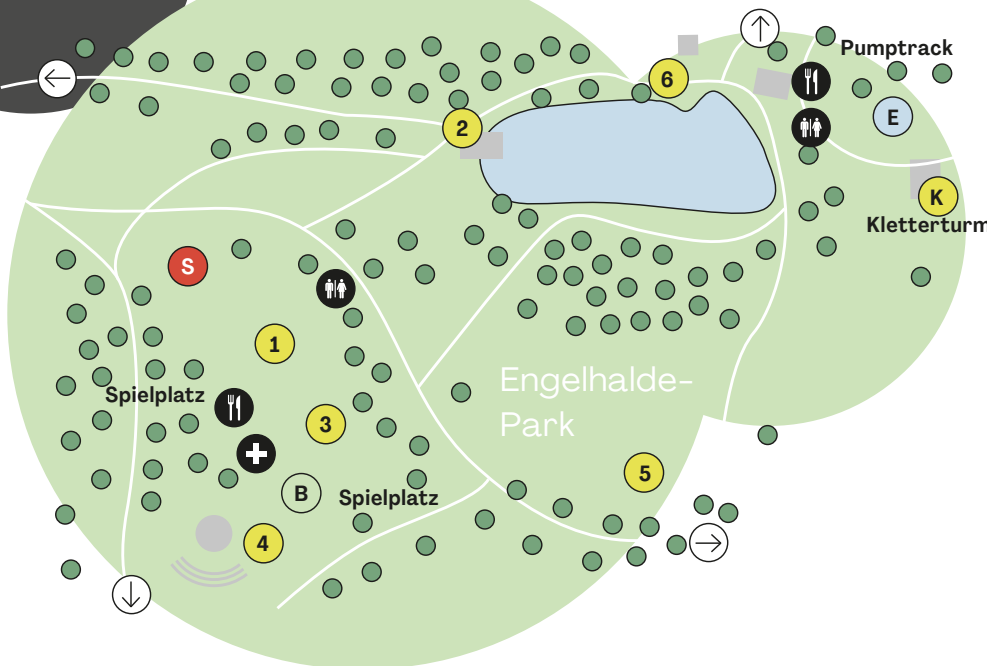 Pumptrack
6
E
2
K
Kletterturm
S
1
Engelhalde-
Park
Spielplatz
3
5
B
Spielplatz
4